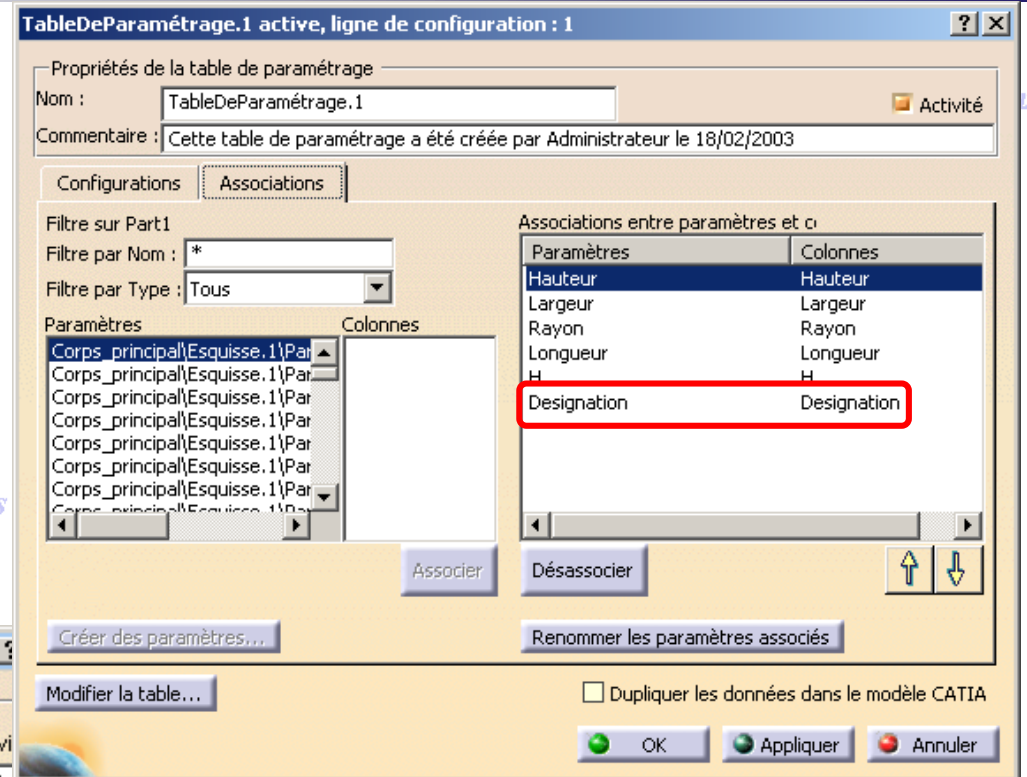 TableDeParamétrage.1 active, ligne de configuration : 1
Propriétés de la table de paramétrage
Nom : TableDeParamétrage.1
Activité
Commentaire : Cette table de paramétrage a été créée par Administrateur le 18/02/2003
Configurations Associations
Filtre sur Part1
Filtre par Nom : *
Filtre par Type : Tous
Paramètres Colonnes
Corps_principal\Esquisse.1\Par
Corps_principal\Esquisse.1\Par
Corps_principal\Esquisse.1\Par
Corps_principal\Esquisse.1\Par
Corps_principal\Esquisse.1\Par
Corps_principal\Esquisse.1\Par
Corps_principal\Esquisse.1\Par
Corps_principal\Esquisse.1\Par
Associer
Créer des paramètres...
Associations entre paramètres et co
Paramètres Colonnes
Hauteur Hauteur
Largeur Largeur
Rayon Rayon
Longueur Longueur
H H
Designation Designation
Désassocier
Renommer les paramètres associés
Modifier la table...
Dupliquer les données dans le modèle CATIA
OK Appliquer Annuler